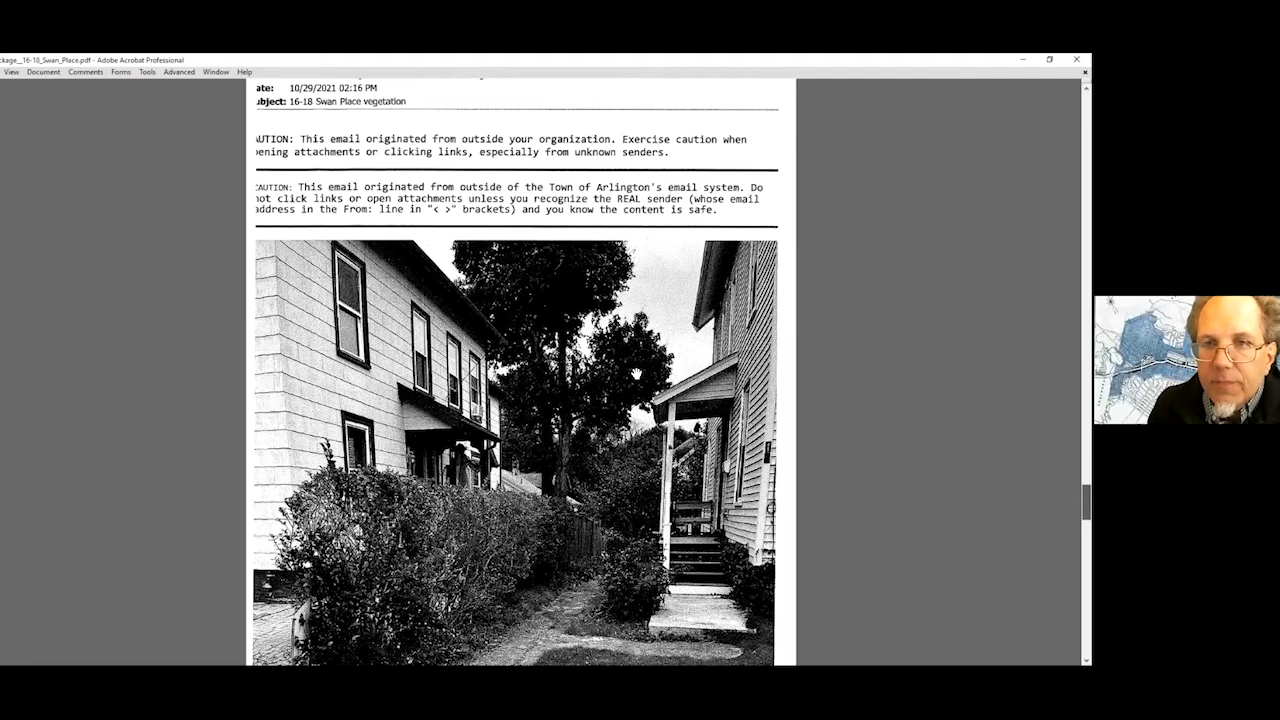 ckage__16-18_Swan_Place.pdf - Adobe Acrobat Professional
View Document Comments Forms Tools Advanced Window Help
ate: 10/29/2021 02:16 PM
ubject: 16-18 Swan Place vegetation
AUTION: This email originated from outside your organization. Exercise caution when
pening attachments or clicking links, especially from unknown senders.
CAUTION: This email originated from outside of the Town of Arlington's email system. Do
not click links or open attachments unless you recognize the REAL sender (whose email
address in the From: line in "< >" brackets) and you know the content is safe.